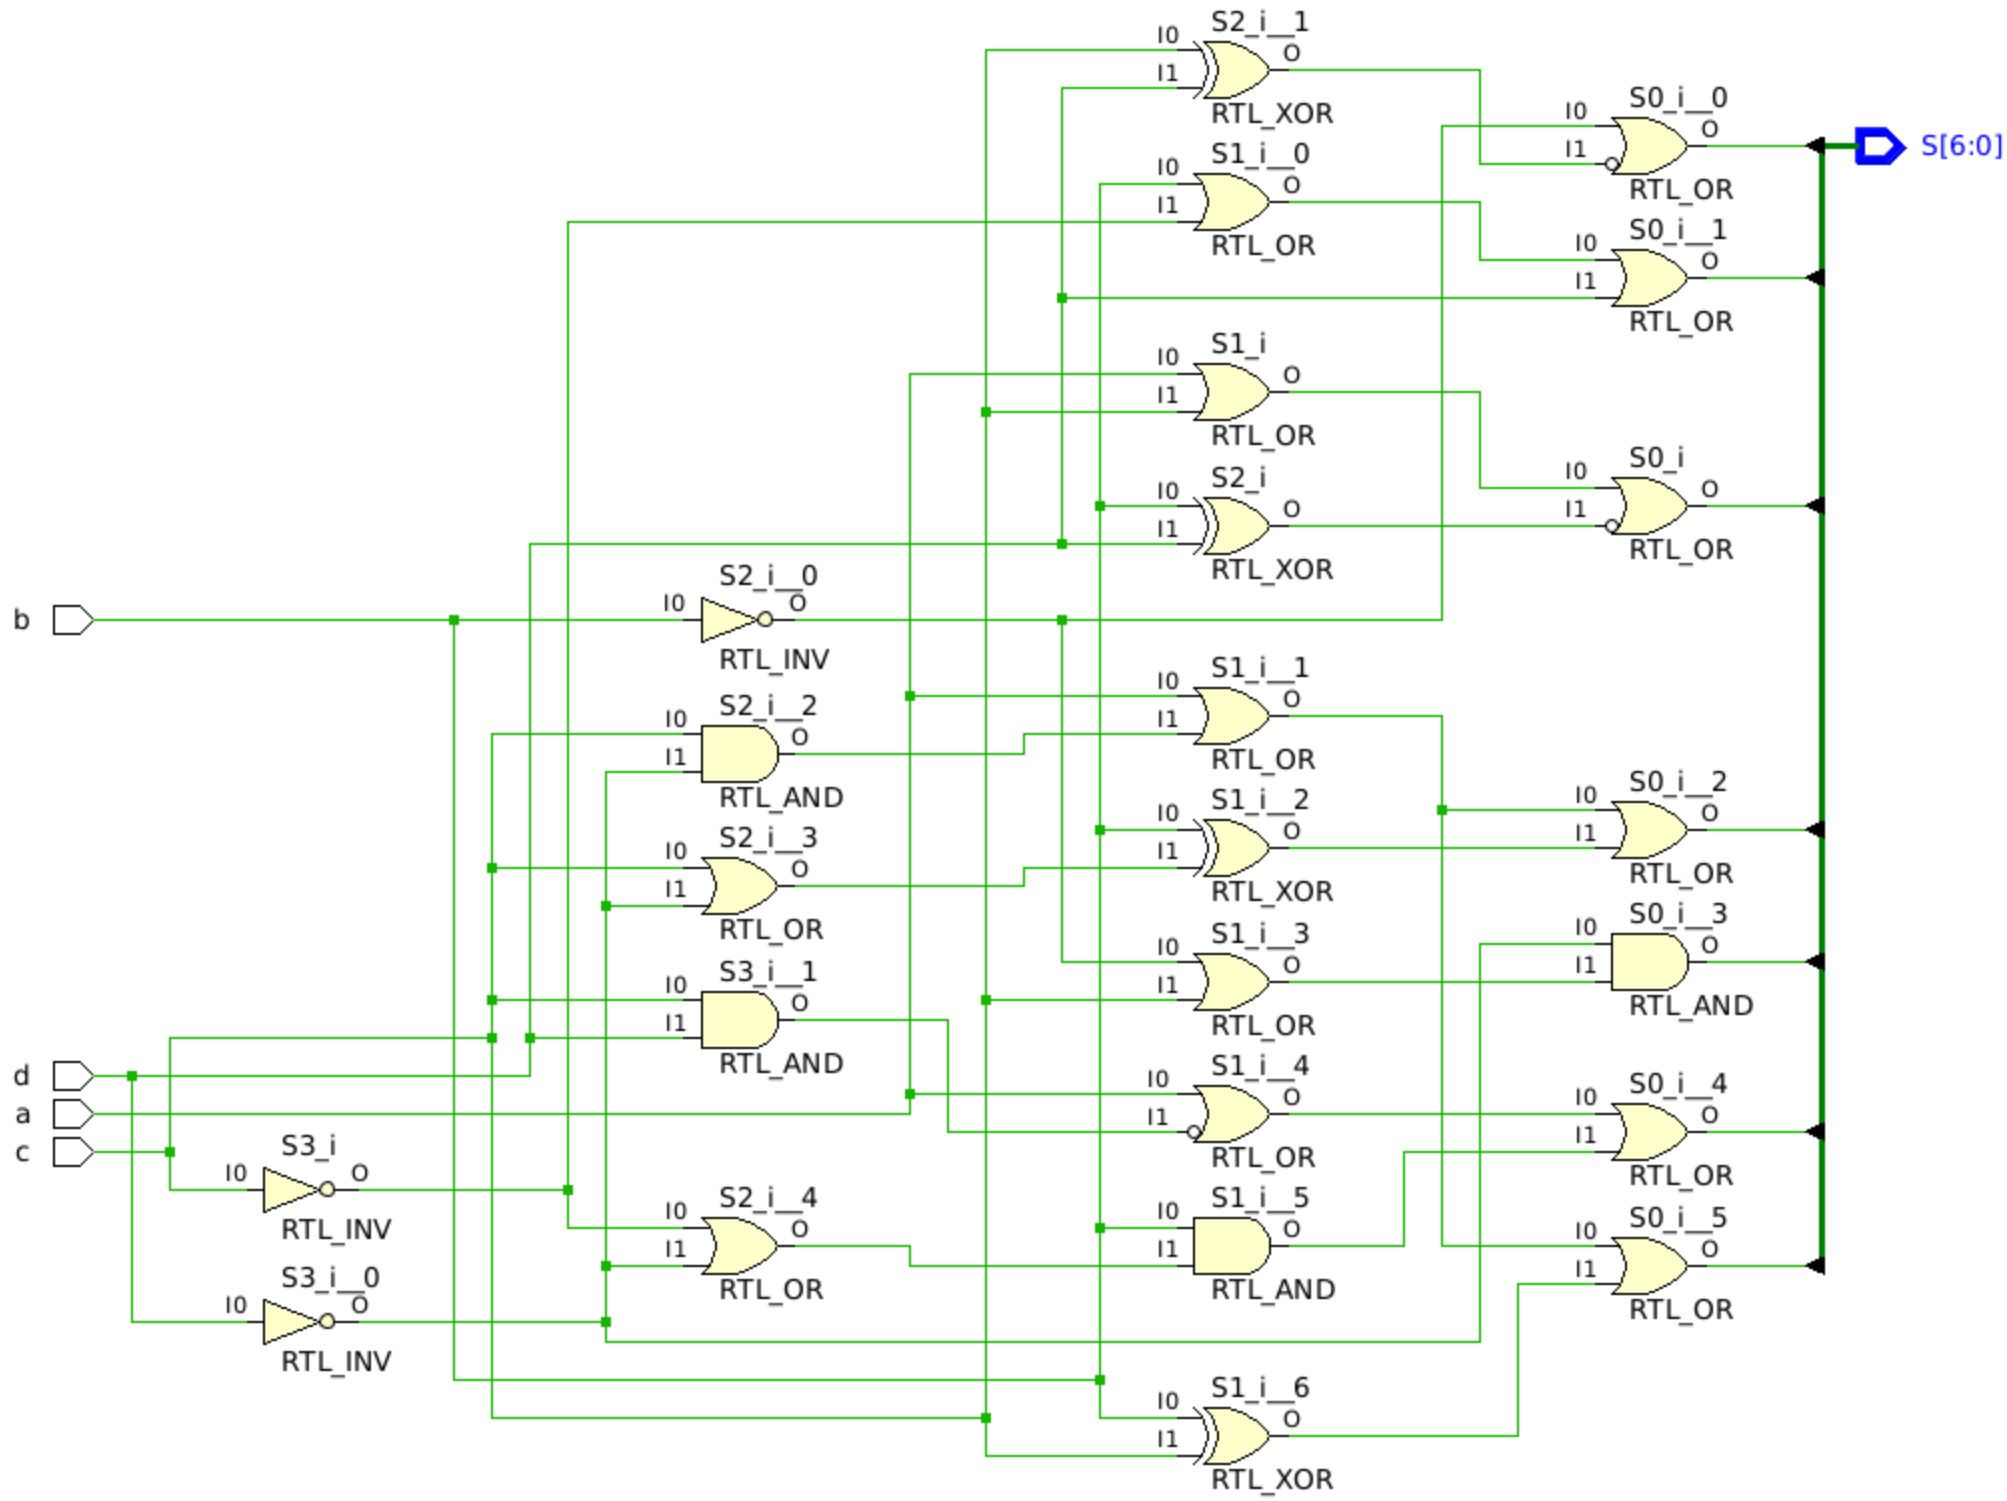 S2_i__1
I0
O
I1
RTL_XOR
S1_i__0
I0
O
I1
RTL_OR
S0_i__0
I0
O
I1
RTL_OR
S[6:0]
S0_i__1
I0
O
I1
RTL_OR
S1_i
I0
O
I1
RTL_OR
S2_i
I0
O
I1
RTL_XOR
S0_i
I0
O
I1
RTL_OR
b
S2_i__0
I0
O
RTL_INV
S2_i__2
I0
O
I1
RTL_AND
S2_i__3
I0
O
I1
RTL_OR
S3_i__1
I0
O
I1
RTL_AND
S1_i__1
I0
O
I1
RTL_OR
S1_i__2
I0
O
I1
RTL_XOR
S1_i__3
I0
O
I1
RTL_OR
S0_i__2
I0
O
I1
RTL_OR
S0_i__3
I0
O
I1
RTL_AND
d
a
c
S3_i
I0
O
RTL_INV
S3_i__0
I0
O
RTL_INV
S2_i__4
I0
O
I1
RTL_OR
S1_i__4
I0
O
I1
RTL_OR
S1_i__5
I0
O
I1
RTL_AND
S0_i__4
I0
O
I1
RTL_OR
S0_i__5
I0
O
I1
RTL_OR
S1_i__6
I0
O
I1
RTL_XOR